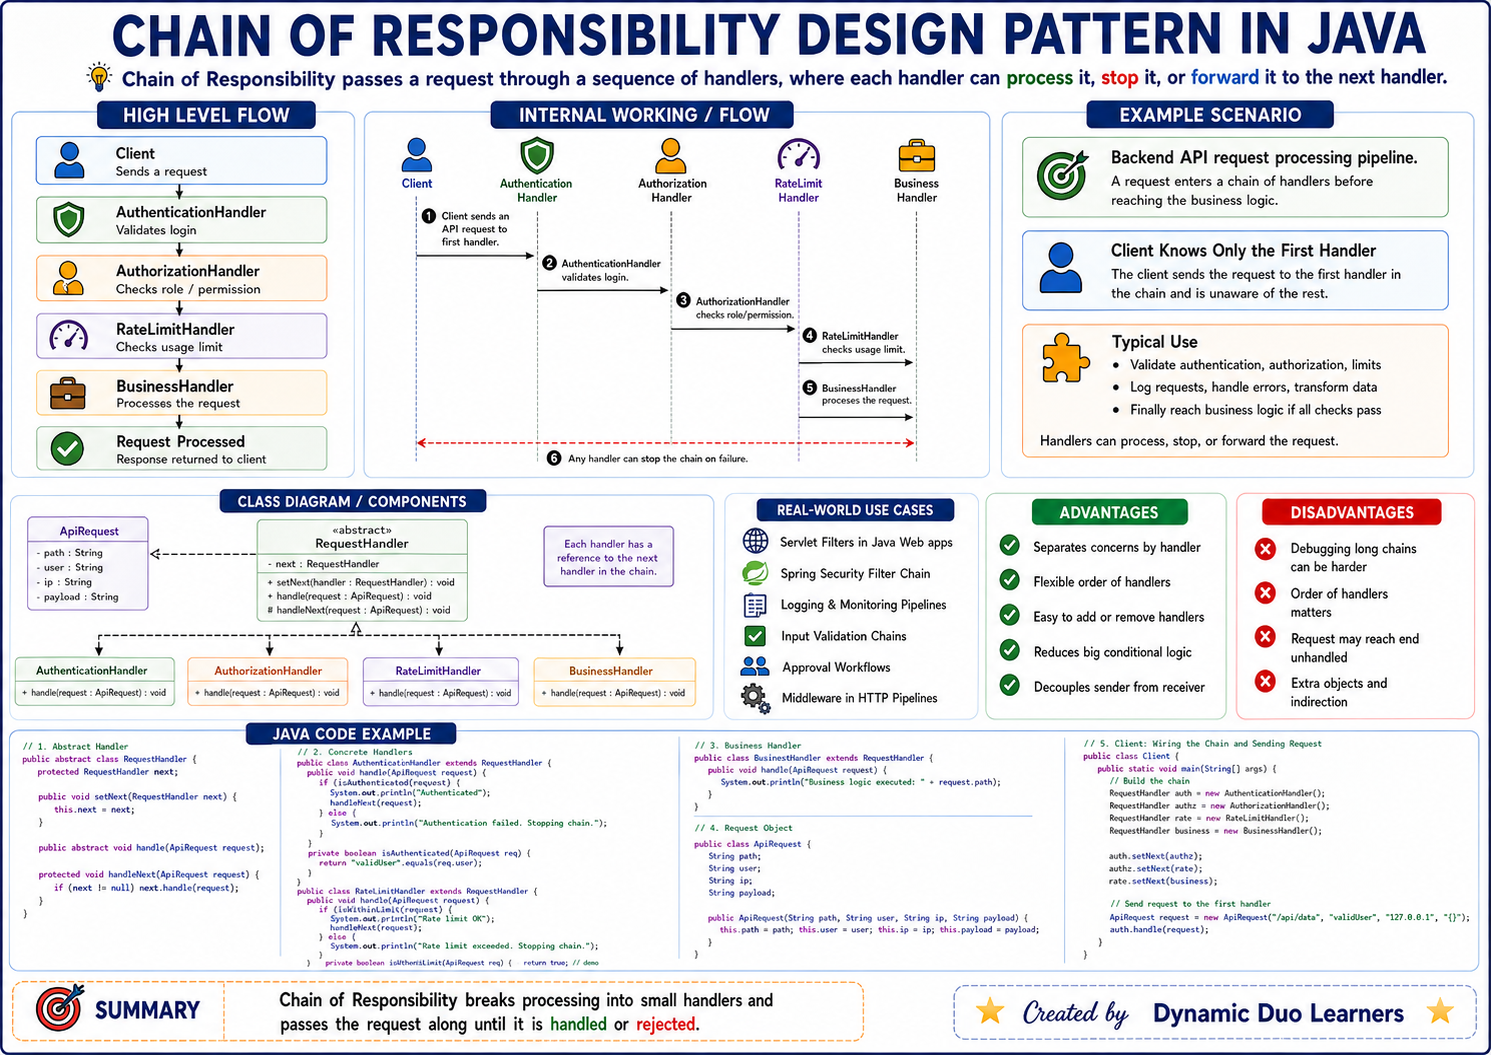 CHAIN OF RESPONSIBILITY DESIGN PATTERN IN JAVA
Chain of Responsibility passes a request through a sequence of handlers, where each handler can process it, stop it, or forward it to the next handler.
HIGH LEVEL FLOW
Client
Sends a request
AuthenticationHandler
Validates login
AuthorizationHandler
Checks role / permission
RateLimitHandler
Checks usage limit
BusinessHandler
Processes the request
Request Processed
Response returned to client
INTERNAL WORKING / FLOW
Client
Authentication
Handler
Authorization
Handler
RateLimit
Handler
Business
Handler
1 Client sends an
API request to
first handler.
2 AuthenticationHandler
validates login.
3 AuthorizationHandler
checks role/permission.
4 RateLimitHandler
checks usage limit.
5 BusinessHandler
proceses the request.
6 Any handler can stop the chain on failure.
EXAMPLE SCENARIO
Backend API request processing pipeline.
A request enters a chain of handlers before
reaching the business logic.
Client Knows Only the First Handler
The client sends the request to the first handler in
the chain and is unaware of the rest.
Typical Use
• Validate authentication, authorization, limits
• Log requests, handle errors, transform data
• Finally reach business logic if all checks pass
Handlers can process, stop, or forward the request.
CLASS DIAGRAM / COMPONENTS
ApiRequest
- path : String
- user : String
- ip : String
- payload : String
«abstract»
RequestHandler
- next : RequestHandler
+ setNext(handler : RequestHandler) : void
+ handle(request : ApiRequest) : void
# handleNext(request : ApiRequest) : void
Each handler has a
reference to the next
handler in the chain.
AuthenticationHandler
+ handle(request : ApiRequest) : void
AuthorizationHandler
+ handle(request : ApiRequest) : void
RateLimitHandler
+ handle(request : ApiRequest) : void
BusinessHandler
+ handle(request : ApiRequest) : void
REAL-WORLD USE CASES
Servlet Filters in Java Web apps
Spring Security Filter Chain
Logging & Monitoring Pipelines
Input Validation Chains
Approval Workflows
Middleware in HTTP Pipelines
ADVANTAGES
Separates concerns by handler
Flexible order of handlers
Easy to add or remove handlers
Reduces big conditional logic
Decouples sender from receiver
DISADVANTAGES
Debugging long chains
can be harder
Order of handlers
matters
Request may reach end
unhandled
Extra objects and
indirection
JAVA CODE EXAMPLE
// 1. Abstract Handler
public abstract class RequestHandler {
protected RequestHandler next;
public void setNext(RequestHandler next) {
this.next = next;
}
public abstract void handle(ApiRequest request);
protected void handleNext(ApiRequest request) {
if (next != null) next.handle(request);
}
}
// 2. Concrete Handlers
public class AuthenticationHandler extends RequestHandler {
public void handle(ApiRequest request) {
if (isAuthenticated(request) {
System.out.println("Authenticated");
handleNext(request);
} else {
System.out.println("Authentication failed. Stopping chain.");
}
}
private boolean isAuthenticated(ApiRequest req) {
return "validUser".equals(req.user);
}
}
public class RateLimitHandler extends RequestHandler {
public void handle(ApiRequest request) {
if (isWithinLimit(request) {
System.out.println("Rate limit OK");
handleNext(request);
} else {
System.out.println("Rate limit exceeded. Stopping chain.");
} private boolean (ApiRequest req) { return true; // demo
// 3. Business Handler
public class BusinestHandler extends RequestHandler {
public void handle(ApiRequest request) {
System.out.println("Business logic executed: " + request.path);
}
}
// 4. Request Object
public class ApiRequest {
String path;
String user;
String ip;
String payload;
public ApiRequest(String path, String user, String ip, String payload) {
this.path = path; this.user = user; this.ip = ip; this.payload = payload;
}
}
// 5. Client: Wiring the Chain and Sending Request
public class Client {
public static void main(String[] args) {
// Build the chain
RequestHandler auth = new AuthenticationHandler();
RequestHandler authz = new AuthorizationHandler();
RequestHandler rate = new RateLimitHandler();
RequestHandler business = new BusinessHandler();
auth.setNext(authz);
authz.setNext(rate);
rate.setNext(business);
// Send request to the first handler
ApiRequest request = new ApiRequest("/api/data", "validUser", "127.0.0.1", "{}");
auth.handle(request);
}
}
SUMMARY
Chain of Responsibility breaks processing into small handlers and
passes the request along until it is handled or rejected.
Created by Dynamic Duo Learners